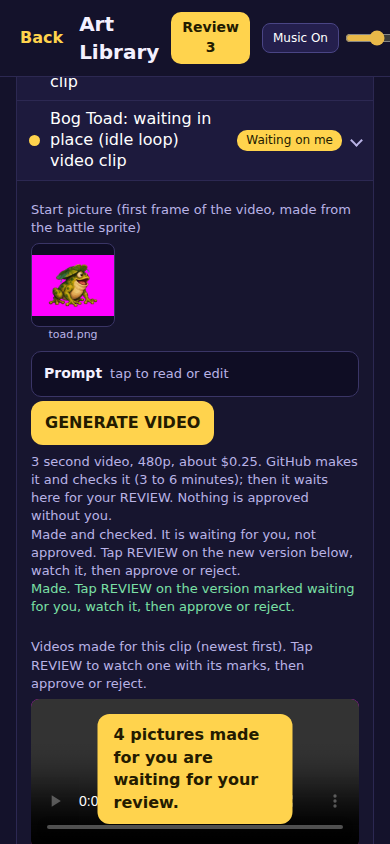 Back
Art
Library
Review
3
Music On
clip
Bog Toad: waiting in
place (idle loop)
video clip
Waiting on me
Start picture (first frame of the video, made from
the battle sprite)
toad.png
Prompt tap to read or edit
GENERATE VIDEO
3 second video, 480p, about $0.25. GitHub makes
it and checks it (3 to 6 minutes); then it waits
here for your REVIEW. Nothing is approved
without you.
Made and checked. It is waiting for you, not
approved. Tap REVIEW on the new version below,
watch it, then approve or reject.
Made. Tap REVIEW on the version marked waiting
for you, watch it, then approve or reject.
Videos made for this clip (newest first). Tap
REVIEW to watch one with its marks, then
approve or reject.
4 pictures made
for you are
waiting for your
review.